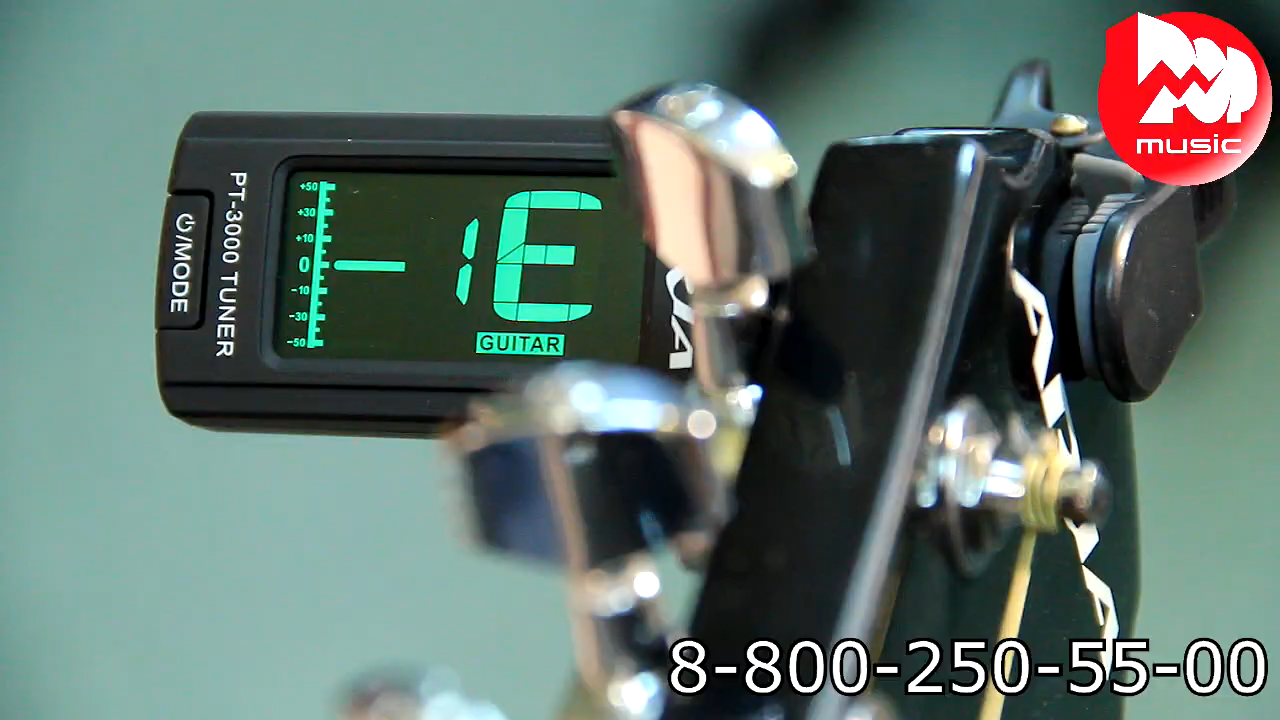 POP
music
PT-3000 TUNER
⏻/MODE
+50
+30
+10
0
-10
-30
-50
1E
GUITAR
8-800-250-55-00